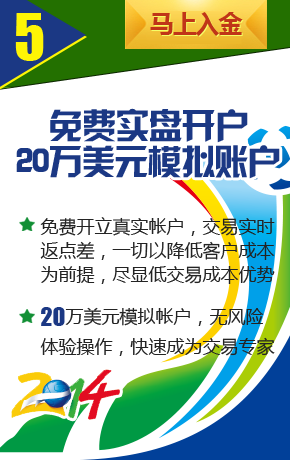 5
马上入金
免费实盘开户
20万美元模拟账户
免费开立真实帐户，交易实时
返点差，一切以降低客户成本
为前提，尽显低交易成本优势
20万美元模拟帐户，无风险
体验操作，快速成为交易专家
2014